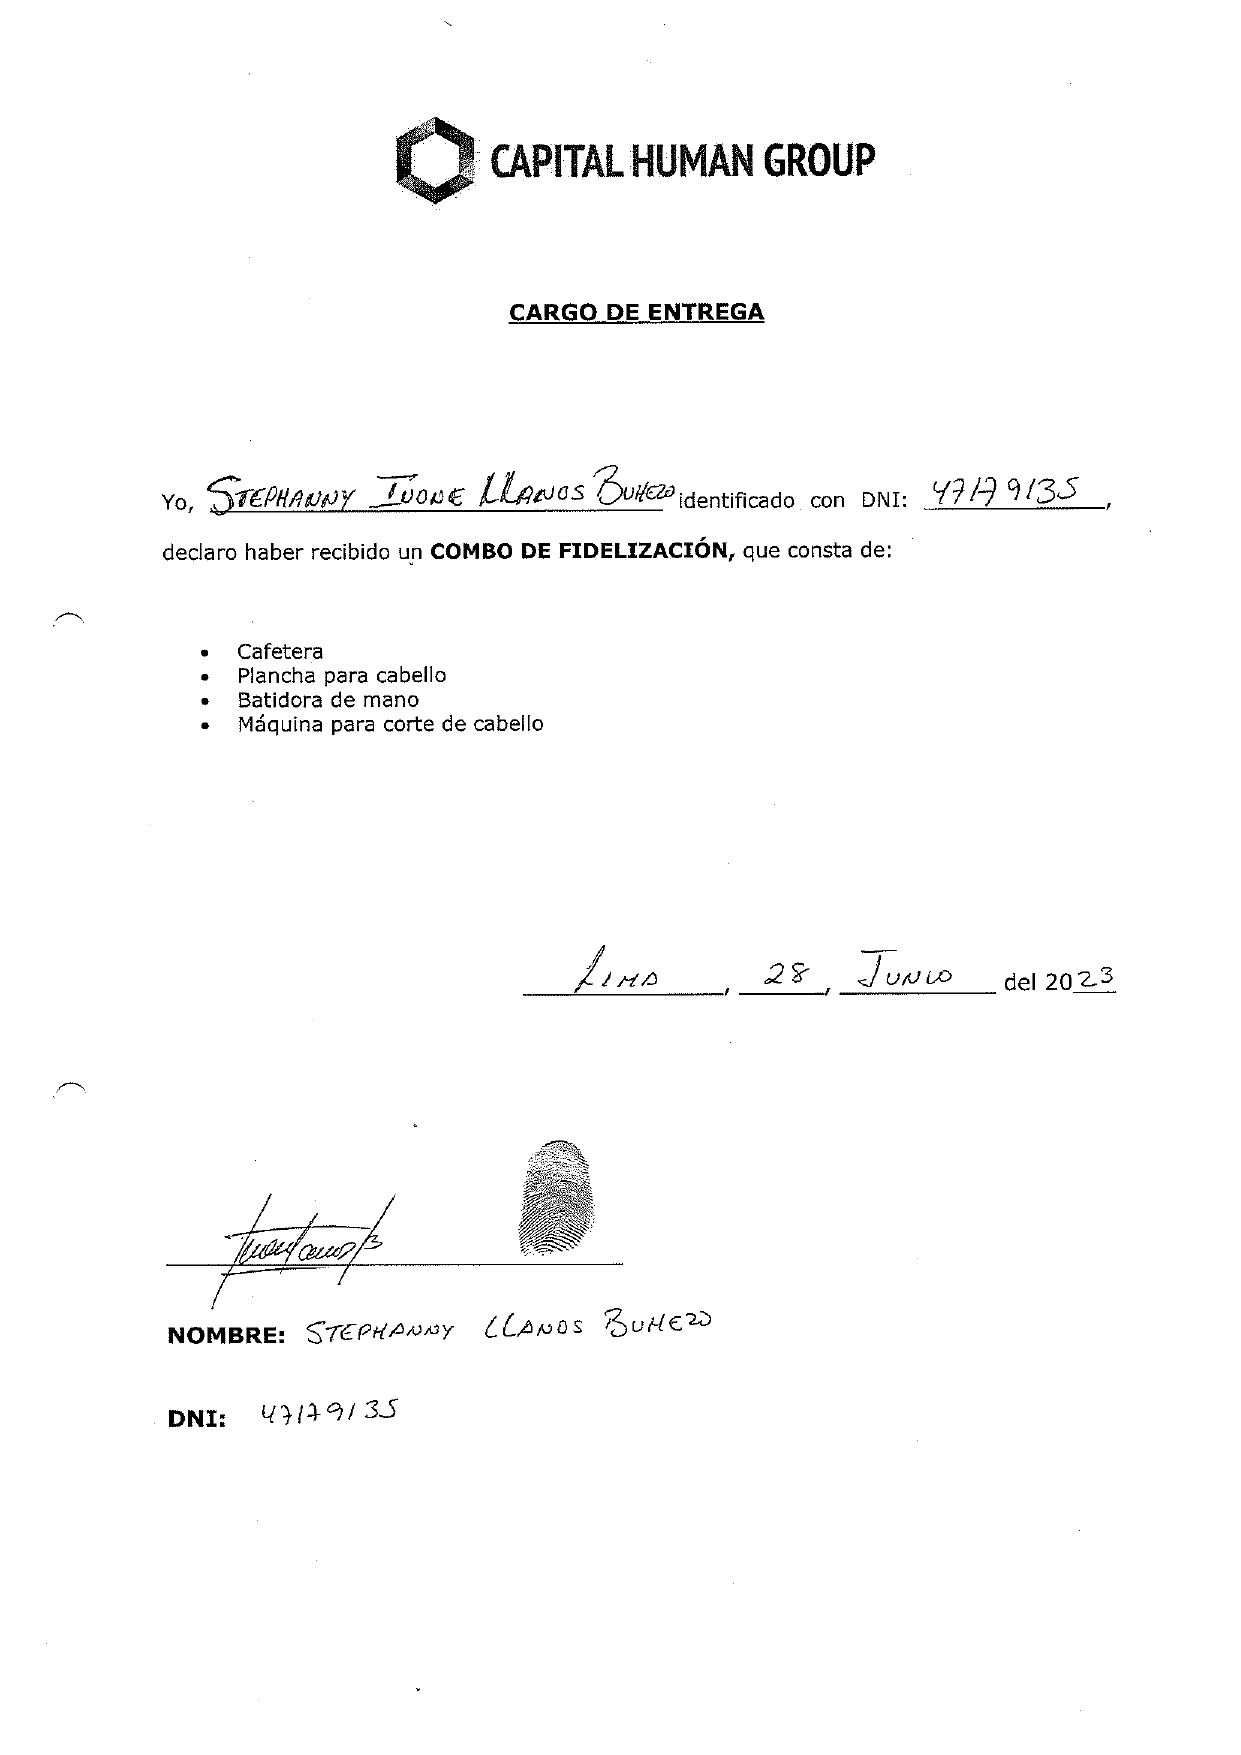 CAPITAL HUMAN GROUP
CARGO DE ENTREGA
Yo, STEPHANNY IVONE LLANOS BUHEZO identificado con DNI: 47179135,
declaro haber recibido un COMBO DE FIDELIZACIÓN, que consta de:
• Cafetera
• Plancha para cabello
• Batidora de mano
• Máquina para corte de cabello
LIMA, 28, JUNIO del 2023
NOMBRE: STEPHANNY LLANOS BUHEZO
DNI: 47179135